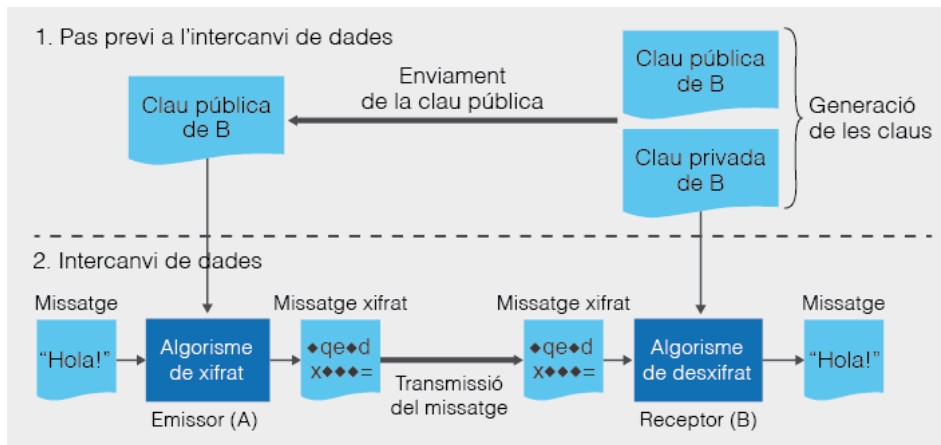 1. Pas previ a l'intercanvi de dades
Clau pública
de B
Enviament
de la clau pública
Clau pública
de B
Clau privada
de B
Generació
de les claus
2. Intercanvi de dades
Missatge
"Hola!"
Algorisme
de xifrat
Emissor (A)
Missatge xifrat
◆qe◆d
x◆◆◆=
Transmissió
del missatge
Missatge xifrat
◆qe◆d
x◆◆◆=
Algorisme
de desxifrat
Receptor (B)
Missatge
"Hola!"